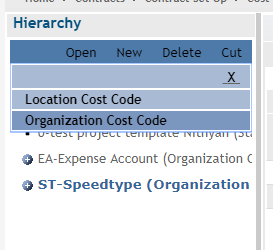 Home › Contracts › Contract Set Up › Cost
Hierarchy
Open New Delete Cut
X
Location Cost Code
Organization Cost Code
0-test project template Nithyan (Sta
EA-Expense Account (Organization C
ST-Speedtype (Organization